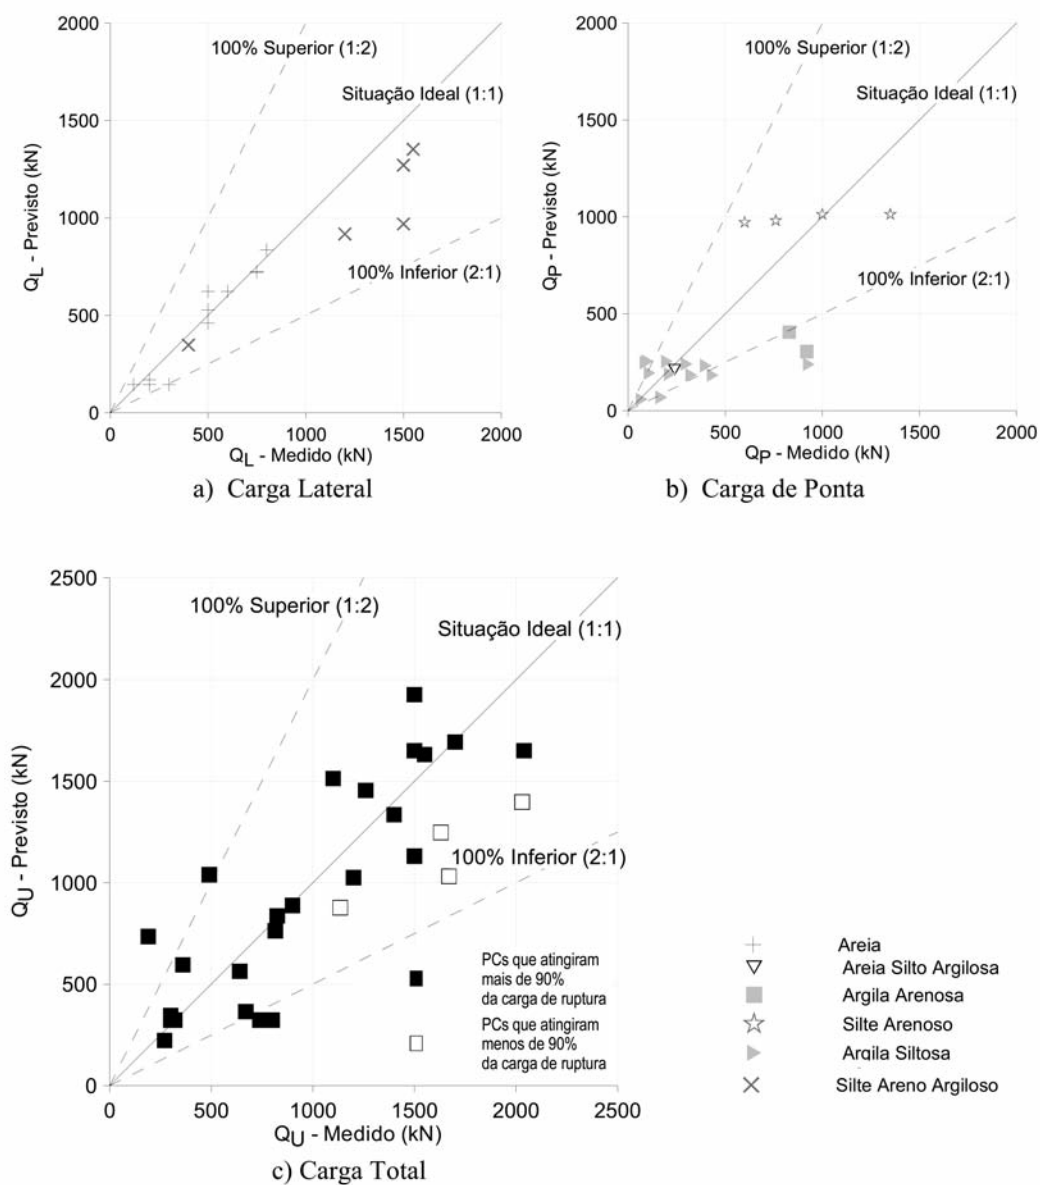 2000
1500
1000
500
0
Q_L - Previsto (kN)
100% Superior (1:2)
Situação Ideal (1:1)
100% Inferior (2:1)
0 500 1000 1500 2000
Q_L - Medido (kN)
a) Carga Lateral
2000
1500
1000
500
0
Q_P - Previsto (kN)
100% Superior (1:2)
Situação Ideal (1:1)
100% Inferior (2:1)
0 500 1000 1500 2000
Q_P - Medido (kN)
b) Carga de Ponta
2500
2000
1500
1000
500
0
Q_U - Previsto (kN)
100% Superior (1:2)
Situação Ideal (1:1)
100% Inferior (2:1)
PCs que atingiram
mais de 90%
da carga de ruptura
PCs que atingiram
menos de 90%
da carga de ruptura
0 500 1000 1500 2000 2500
Q_U - Medido (kN)
c) Carga Total
Areia
Areia Silto Argilosa
Argila Arenosa
Silte Arenoso
Argila Siltosa
Silte Areno Argiloso